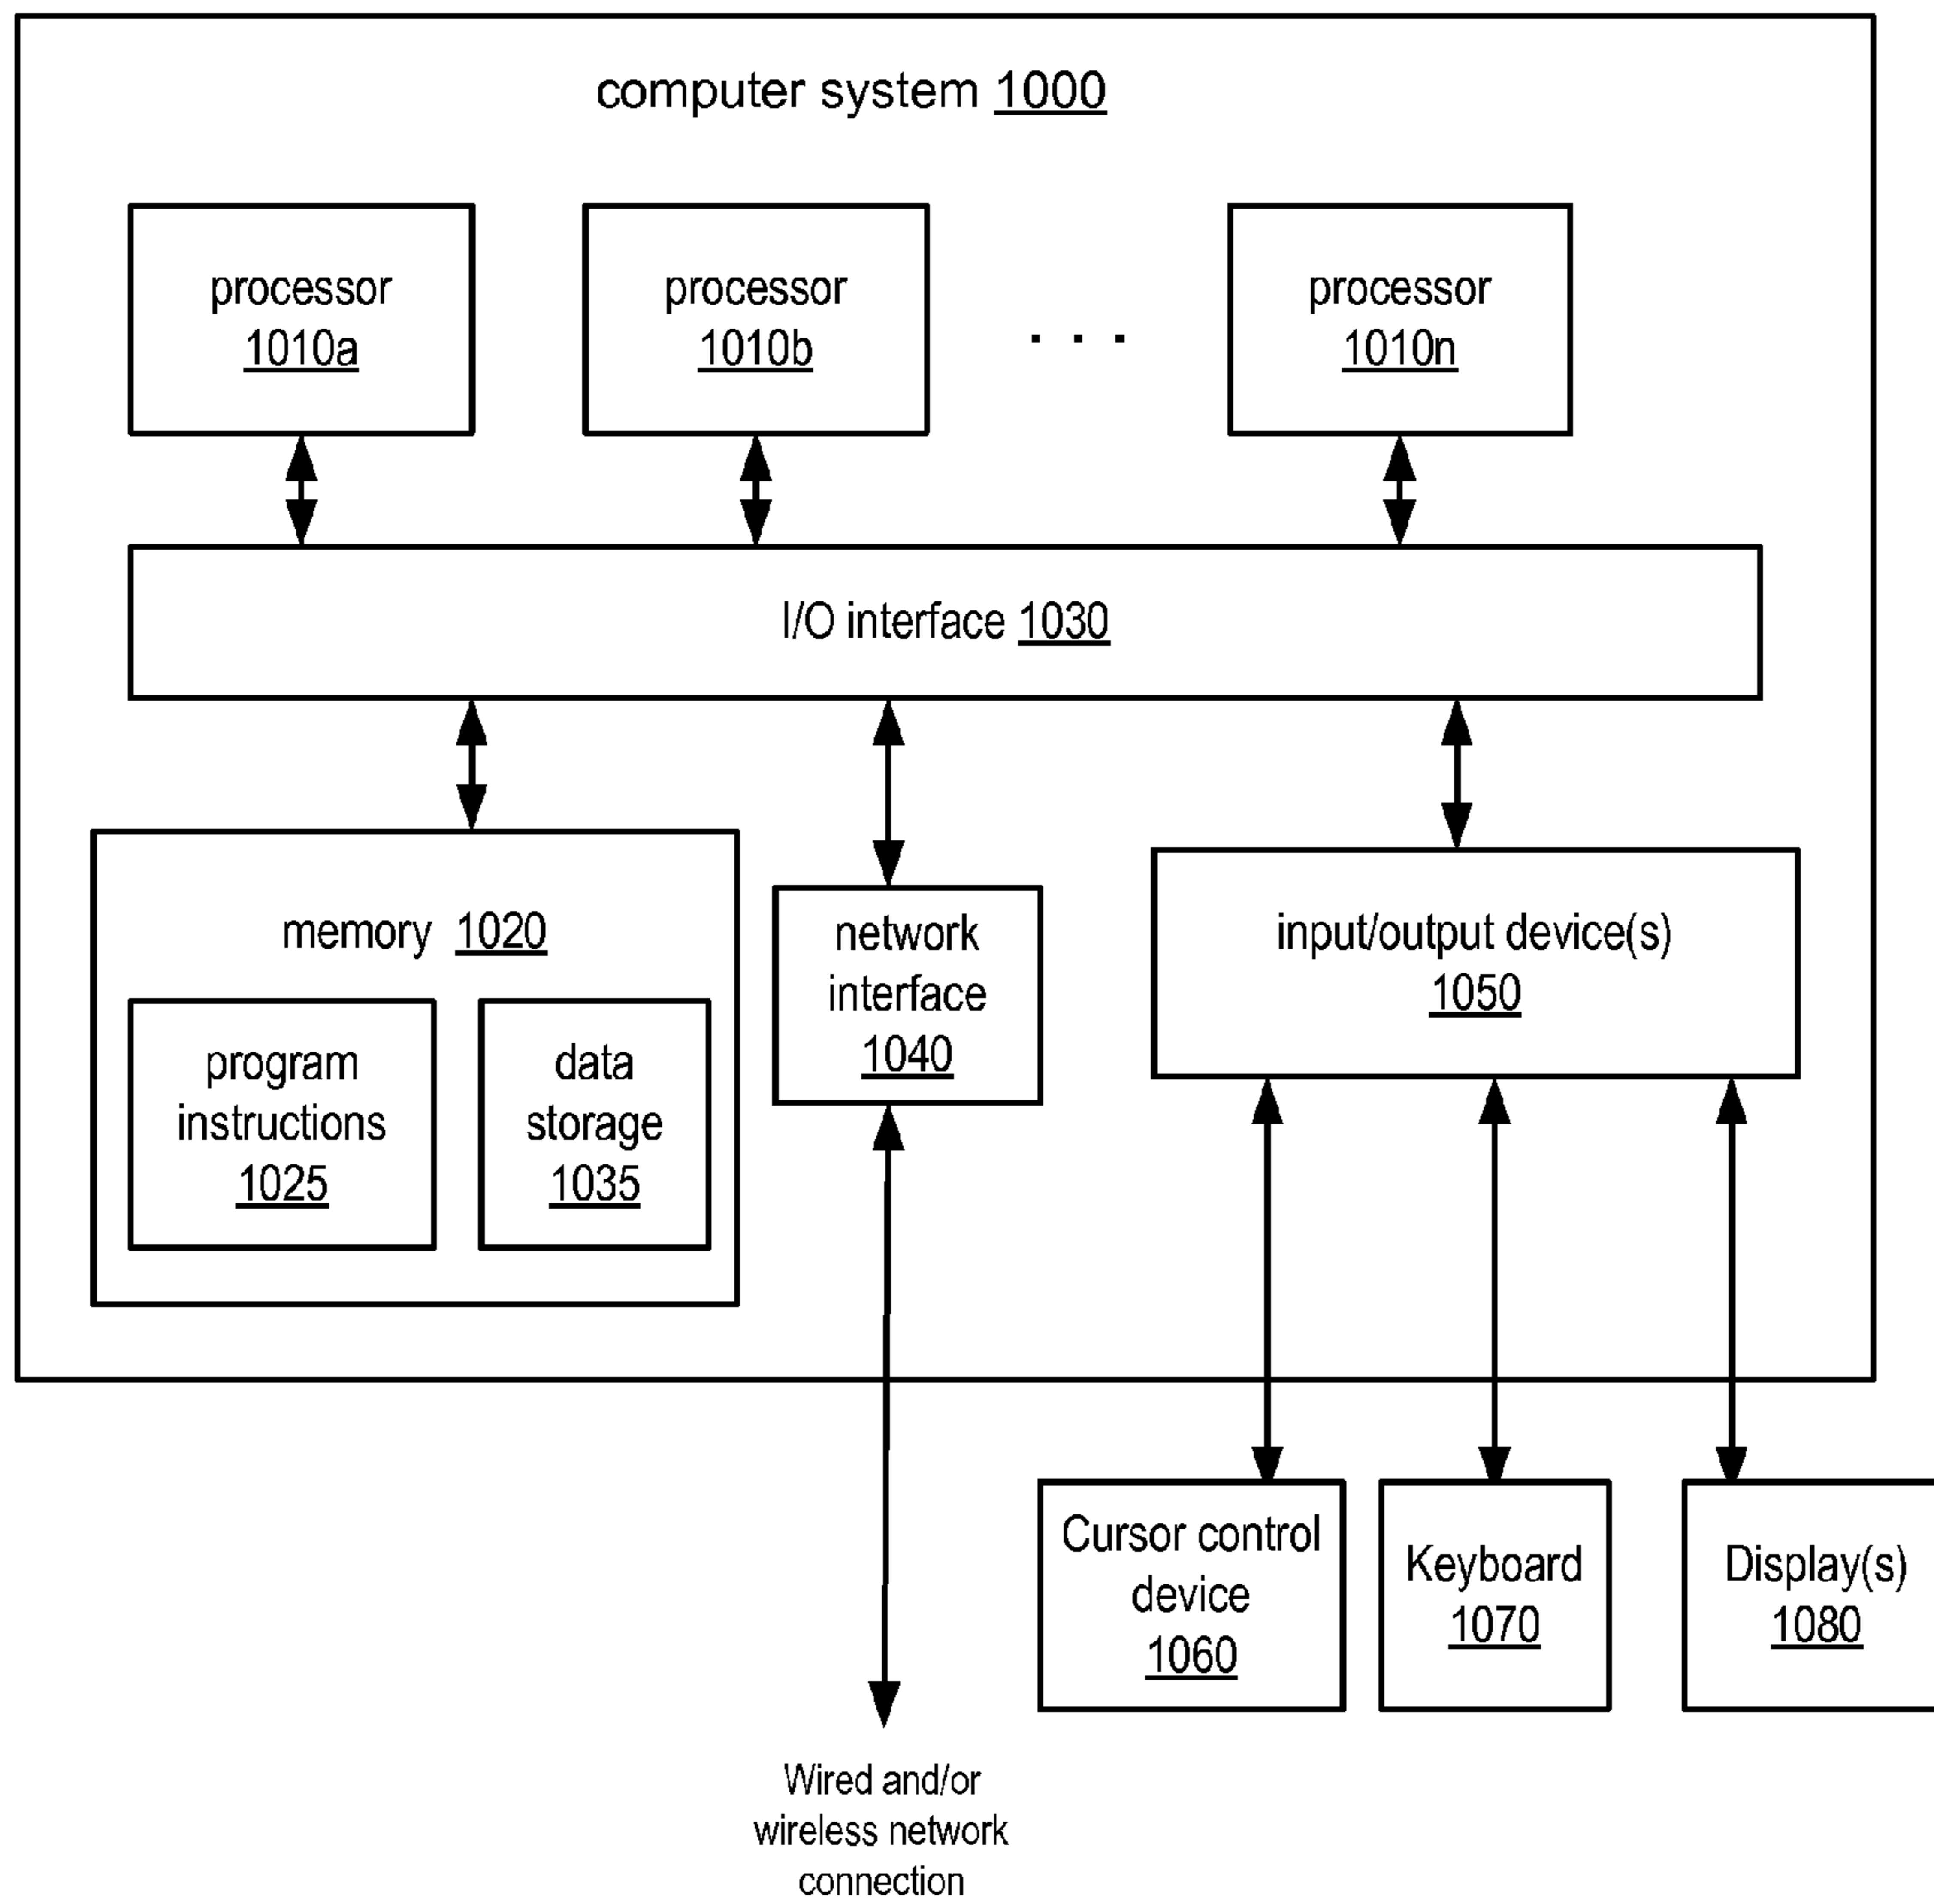 computer system 1000
processor
1010a
processor
1010b
. . .
processor
1010n
I/O interface 1030
memory 1020
program
instructions
1025
data
storage
1035
network
interface
1040
input/output device(s)
1050
Cursor control
device
1060
Keyboard
1070
Display(s)
1080
Wired and/or
wireless network
connection